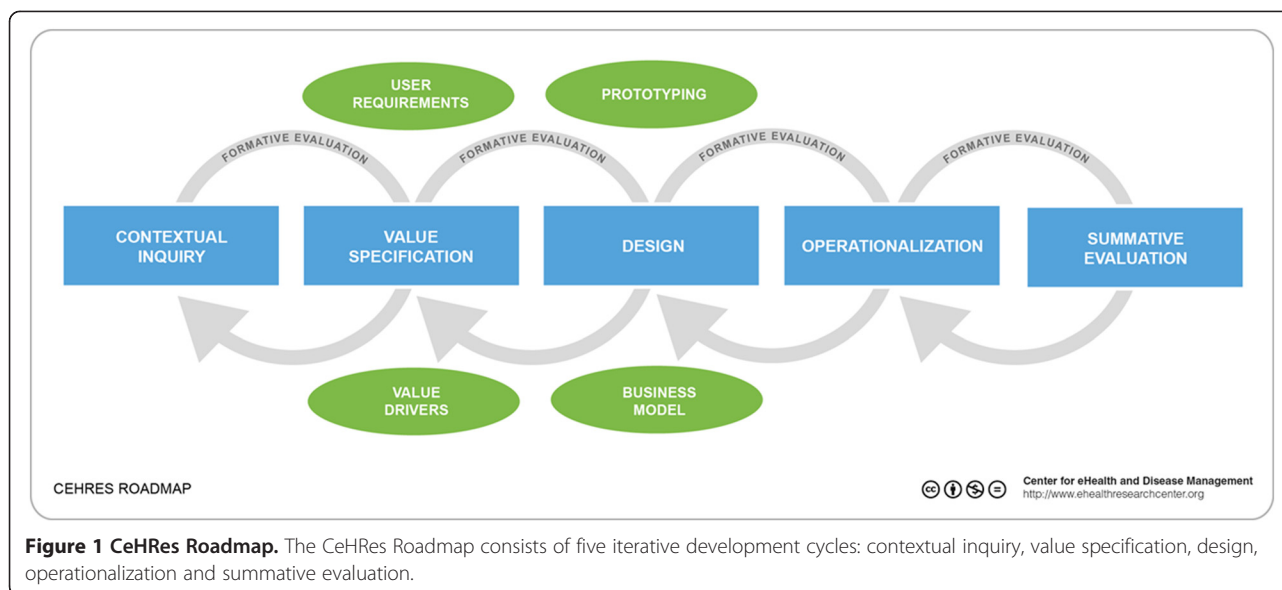 USER
REQUIREMENTS
PROTOTYPING
FORMATIVE EVALUATION
FORMATIVE EVALUATION
FORMATIVE EVALUATION
FORMATIVE EVALUATION
CONTEXTUAL
INQUIRY
VALUE
SPECIFICATION
DESIGN
OPERATIONALIZATION
SUMMATIVE
EVALUATION
VALUE
DRIVERS
BUSINESS
MODEL
CEHRES ROADMAP
cc
Center for eHealth and Disease Management
http://www.ehealthresearchcenter.org
Figure 1 CeHRes Roadmap. The CeHRes Roadmap consists of five iterative development cycles: contextual inquiry, value specification, design,
operationalization and summative evaluation.